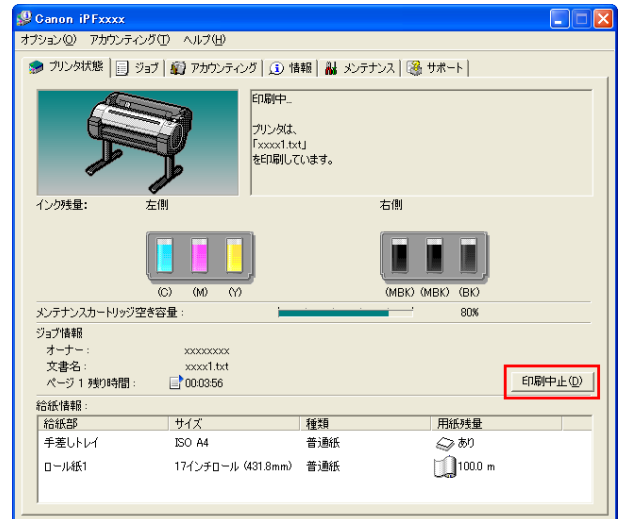 Canon iPFxxxx
オプション(O) アカウンティング(T) ヘルプ(H)
プリンタ状態 ジョブ アカウンティング 情報 メンテナンス サポート
印刷中...
プリンタは、
「xxxx1.txt」
を印刷しています。
インク残量: 左側 右側
(C) (M) (Y) (MBK) (MBK) (BK)
メンテナンスカートリッジ空き容量: 80%
ジョブ情報
オーナー: xxxxxxxx
文書名: xxxx1.txt
ページ 1 残り時間: 00:03:56
印刷中止(D)
給紙情報:
給紙部 サイズ 種類 用紙残量
手差しトレイ ISO A4 普通紙 あり
ロール紙1 17インチロール (431.8mm) 普通紙 100.0 m